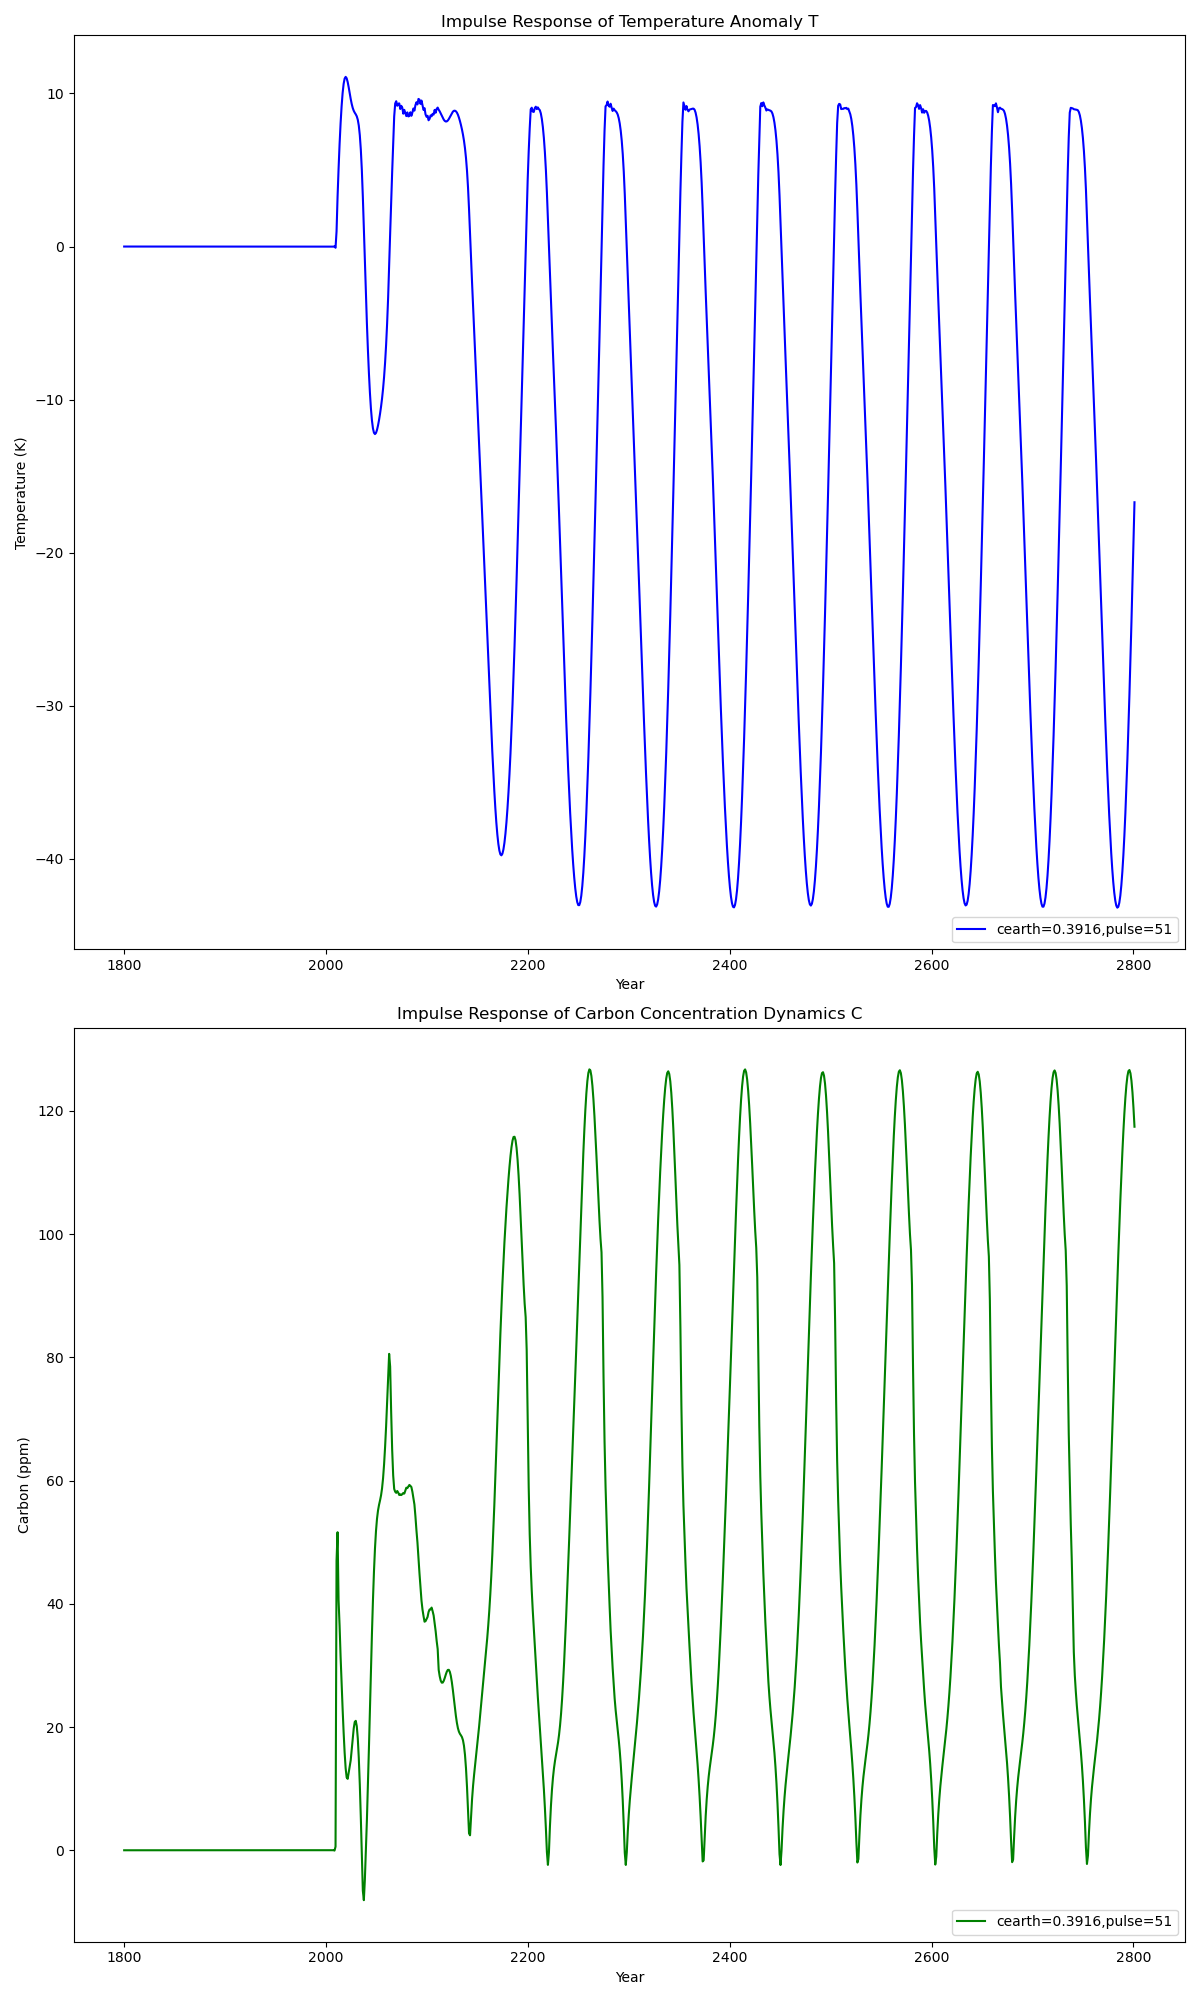 Impulse Response of Temperature Anomaly T
Temperature (K)
10
0
−10
−20
−30
−40
cearth=0.3916,pulse=51
1800 2000 2200 2400 2600 2800
Year
Impulse Response of Carbon Concentration Dynamics C
Carbon (ppm)
120
100
80
60
40
20
0
cearth=0.3916,pulse=51
1800 2000 2200 2400 2600 2800
Year